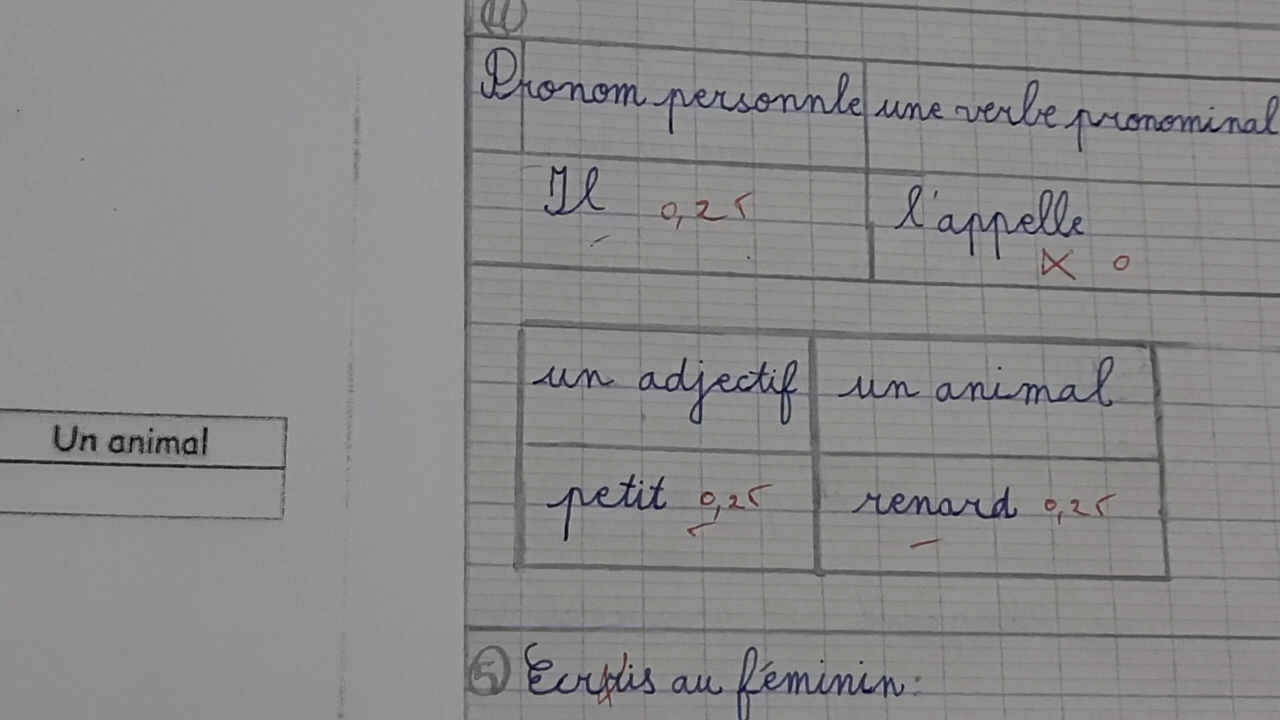 Un animal
Pronom personnle une verbe pronominal
Il 0,25 l'appelle
0
un adjectif un animal
petit 0,25 renard 0,25
5 au féminin: